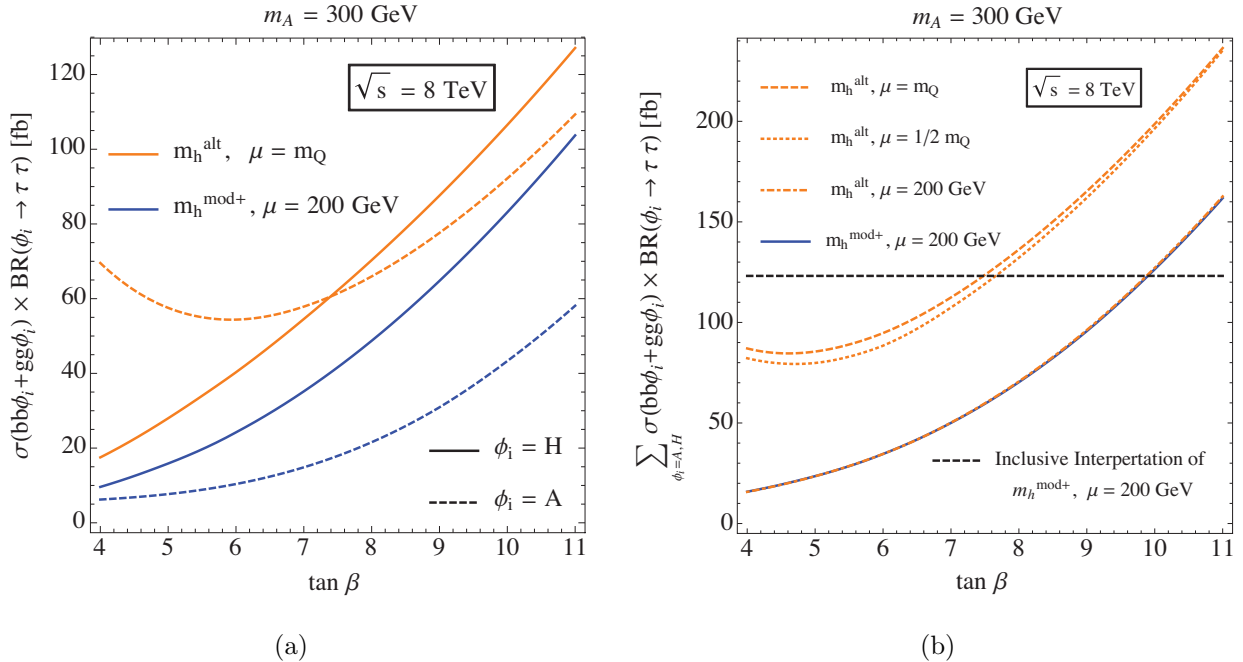 m_A = 300 GeV
√s = 8 TeV
m_h^alt, μ = m_Q
m_h^mod+, μ = 200 GeV
ϕ_i = H
ϕ_i = A
σ(bbϕ_i+ggϕ_i) × BR(ϕ_i → τ τ) [fb]
120
100
80
60
40
20
0
4 5 6 7 8 9 10 11
tan β
(a)
m_A = 300 GeV
√s = 8 TeV
m_h^alt, μ = m_Q
m_h^alt, μ = 1/2 m_Q
m_h^alt, μ = 200 GeV
m_h^mod+, μ = 200 GeV
Inclusive Interpertation of
m_h^mod+, μ = 200 GeV
∑_{ϕ_i=A,H} σ(bbϕ_i+ggϕ_i) × BR(ϕ_i → τ τ) [fb]
200
150
100
50
0
4 5 6 7 8 9 10 11
tan β
(b)